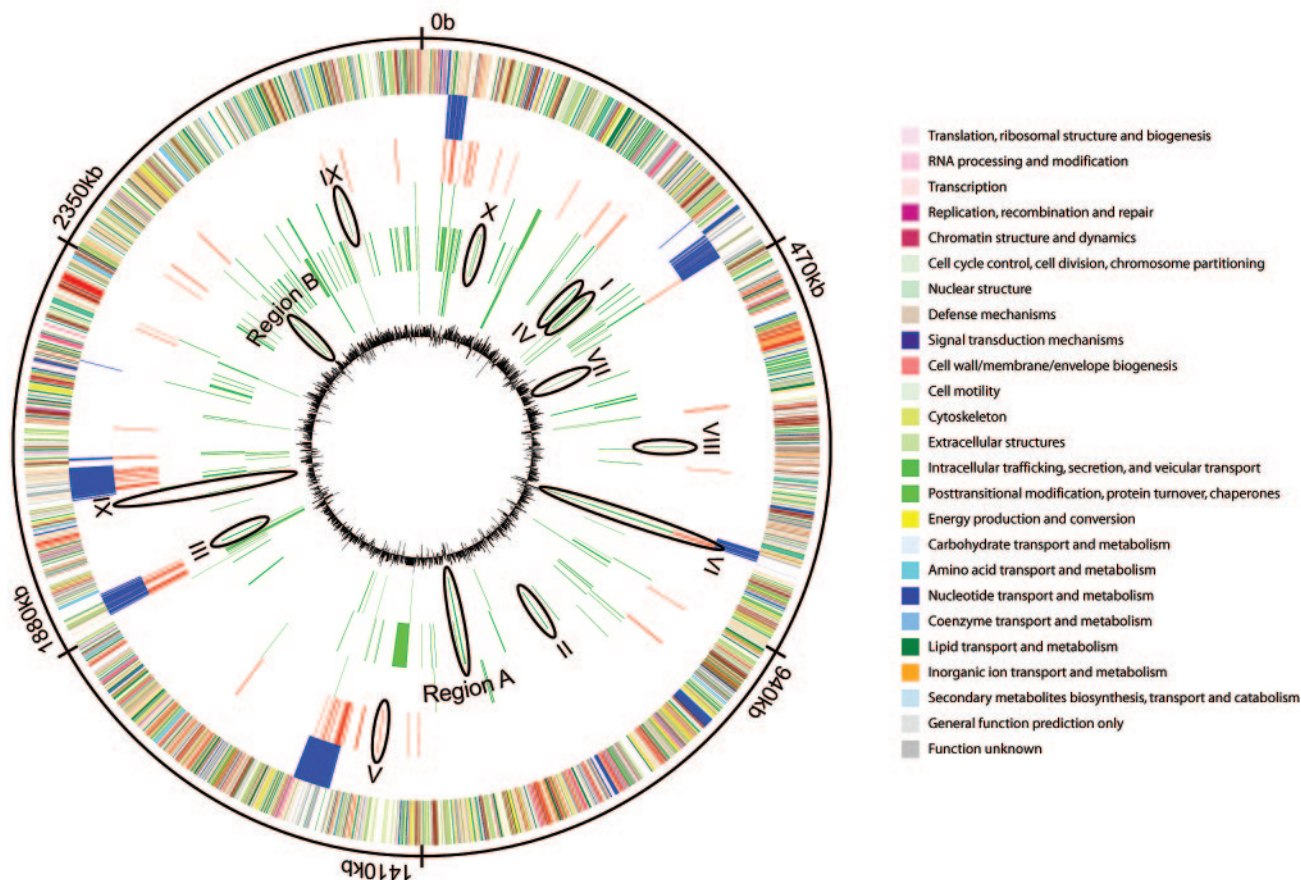 0b
470kb
940kb
1410kb
1880kb
2350kb
IX
X
I
IV
VII
VIII
VI
II
Region A
V
III
XI
Region B
Translation, ribosomal structure and biogenesis
RNA processing and modification
Transcription
Replication, recombination and repair
Chromatin structure and dynamics
Cell cycle control, cell division, chromosome partitioning
Nuclear structure
Defense mechanisms
Signal transduction mechanisms
Cell wall/membrane/envelope biogenesis
Cell motility
Cytoskeleton
Extracellular structures
Intracellular trafficking, secretion, and veicular transport
Posttransitional modification, protein turnover, chaperones
Energy production and conversion
Carbohydrate transport and metabolism
Amino acid transport and metabolism
Nucleotide transport and metabolism
Coenzyme transport and metabolism
Lipid transport and metabolism
Inorganic ion transport and metabolism
Secondary metabolites biosynthesis, transport and catabolism
General function prediction only
Function unknown